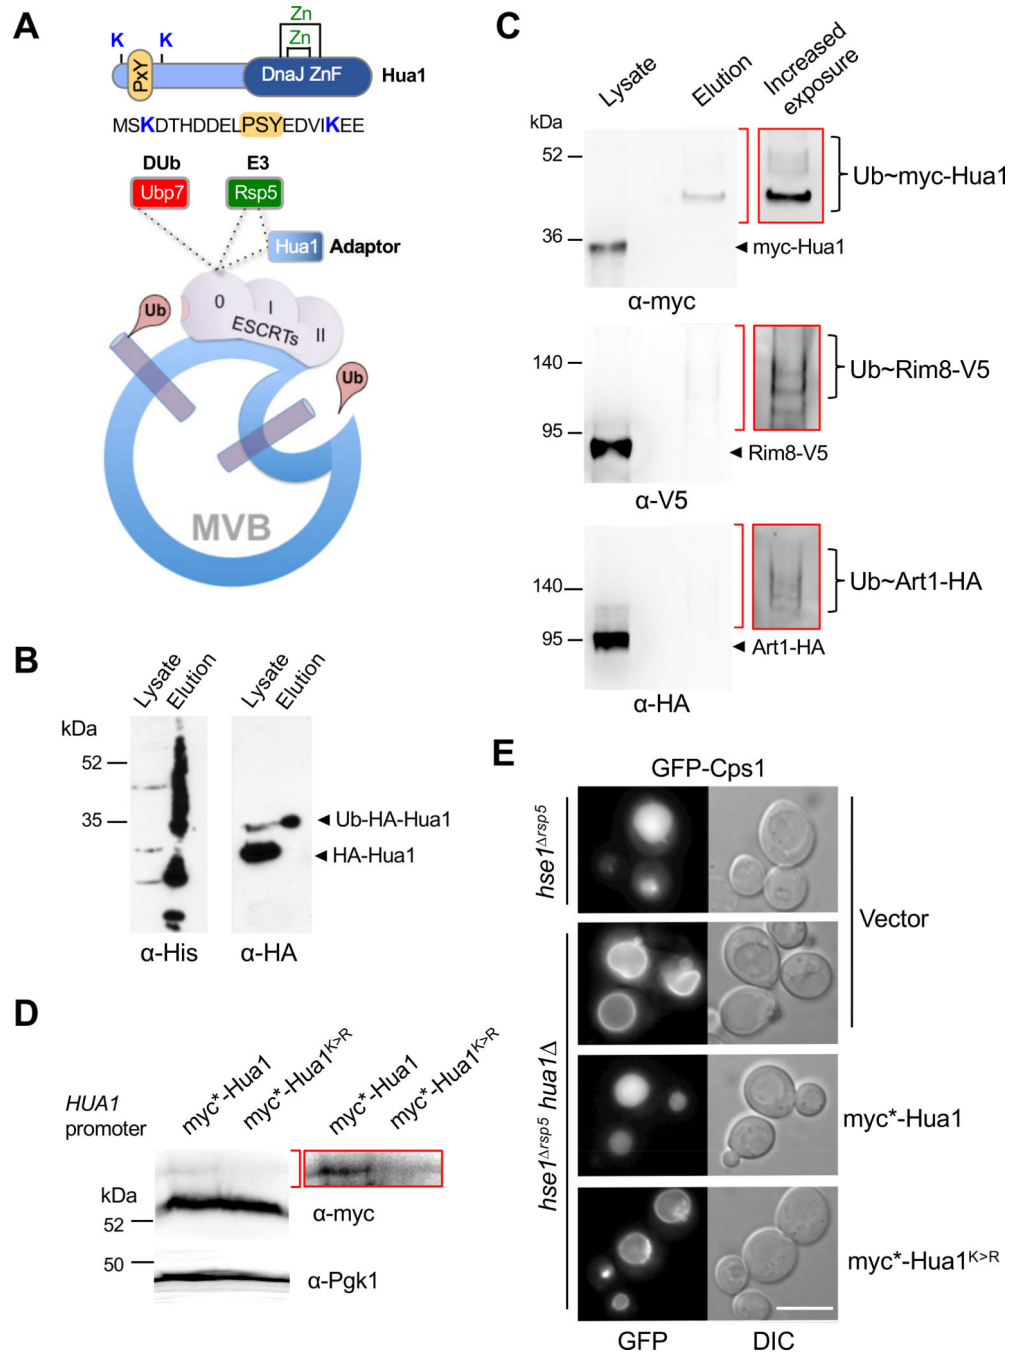 A
K
K
Zn
Zn
PxY
DnaJ ZnF
Hua1
MSKDTHDDELPSYEDVIKEE
DUb
E3
Ubp7
Rsp5
Hua1
Adaptor
0
I
II
ESCRTs
Ub
Ub
MVB
B
Lysate
Elution
Lysate
Elution
kDa
52
35
Ub-HA-Hua1
HA-Hua1
α-His
α-HA
C
Lysate
Elution
Increased
exposure
kDa
52
36
Ub~myc-Hua1
myc-Hua1
α-myc
140
95
Ub~Rim8-V5
Rim8-V5
α-V5
140
95
Ub~Art1-HA
Art1-HA
α-HA
D
HUA1
promoter
myc*-Hua1
myc*-Hua1K>R
myc*-Hua1
myc*-Hua1K>R
kDa
52
α-myc
50
α-Pgk1
E
GFP-Cps1
hse1Δrsp5
hse1Δrsp5 hua1Δ
Vector
myc*-Hua1
myc*-Hua1K>R
GFP
DIC